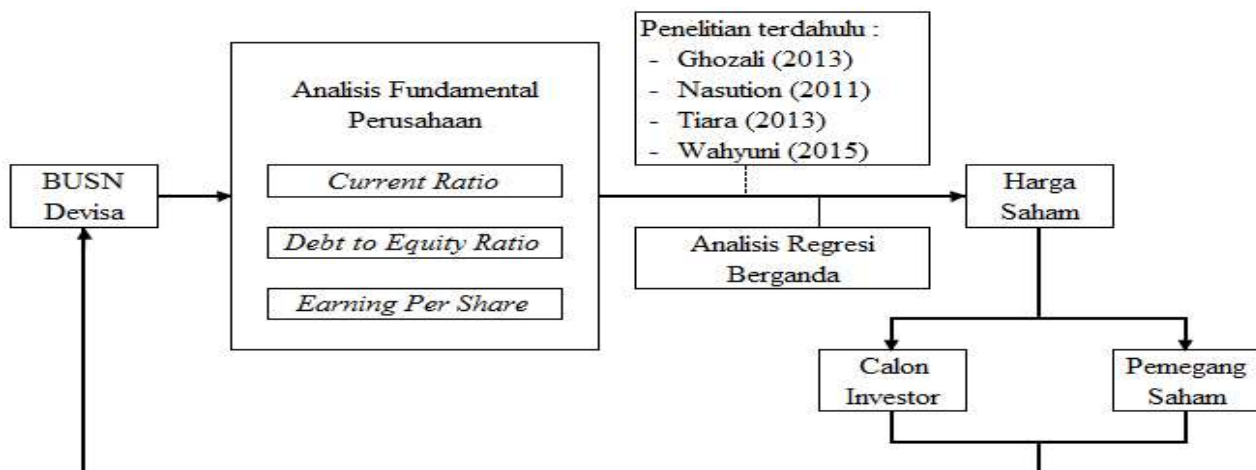 BUSN
Devisa
Analisis Fundamental
Perusahaan
Current Ratio
Debt to Equity Ratio
Earning Per Share
Penelitian terdahulu :
- Ghozali (2013)
- Nasution (2011)
- Tiara (2013)
- Wahyuni (2015)
Analisis Regresi
Berganda
Harga
Saham
Calon
Investor
Pemegang
Saham